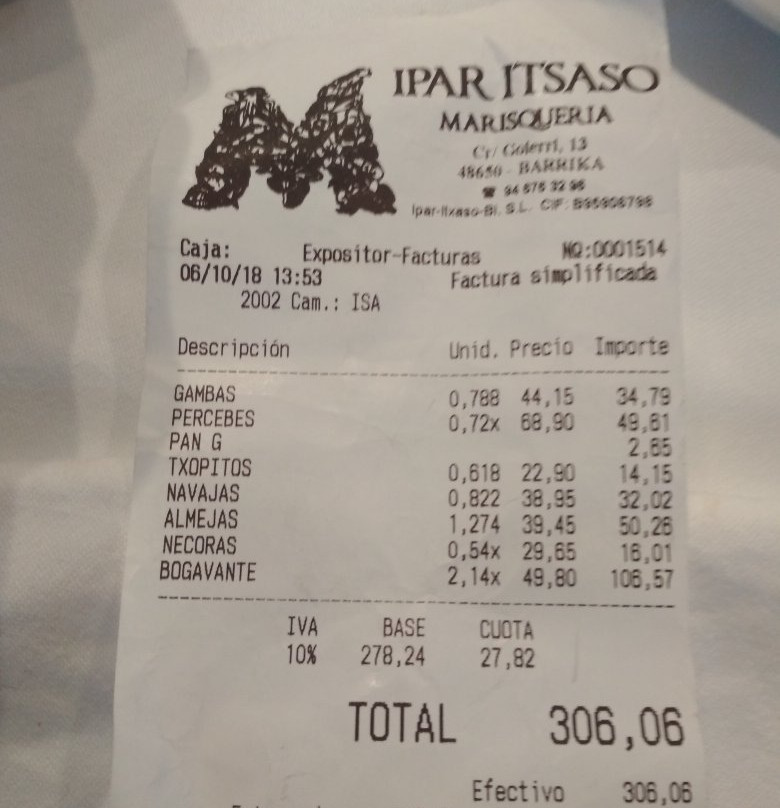 IPAR ITSASO
MARISQUERIA
Cr/ Goierri, 13
48650 - BARRIKA
☎ 94 676 32 96
Ipar-Itxaso-Bi, S.L. CIF:
Caja: Expositor-Facturas NQ:0001514
06/10/18 13:53 Factura simplificada
2002 Cam.: ISA
Descripción Unid. Precio Importe
GAMBAS 0,788 44,15 34,79
PERCEBES 0,72x 68,90 49,61
PAN G 2,65
TXOPITOS 0,618 22,90 14,15
NAVAJAS 0,822 38,95 32,02
ALMEJAS 1,274 39,45 50,26
NECORAS 0,54x 29,65 16,01
BOGAVANTE 2,14x 49,80 106,57
IVA BASE CUOTA
10% 278,24 27,82
TOTAL 306,06
Efectivo 306,06